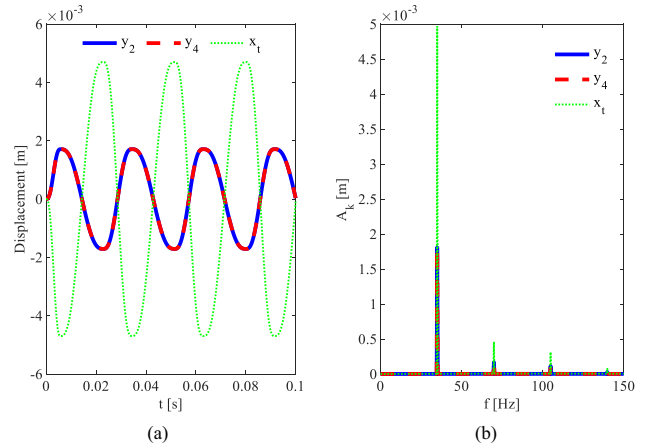 ×10⁻³
6
4
2
0
-2
-4
-6
Displacement [m]
y₂ y₄ xₜ
0 0.02 0.04 0.06 0.08 0.1
t [s]
(a)
×10⁻³
5
4.5
4
3.5
3
2.5
2
1.5
1
0.5
0
Aₖ [m]
y₂
y₄
xₜ
0 50 100 150
f [Hz]
(b)